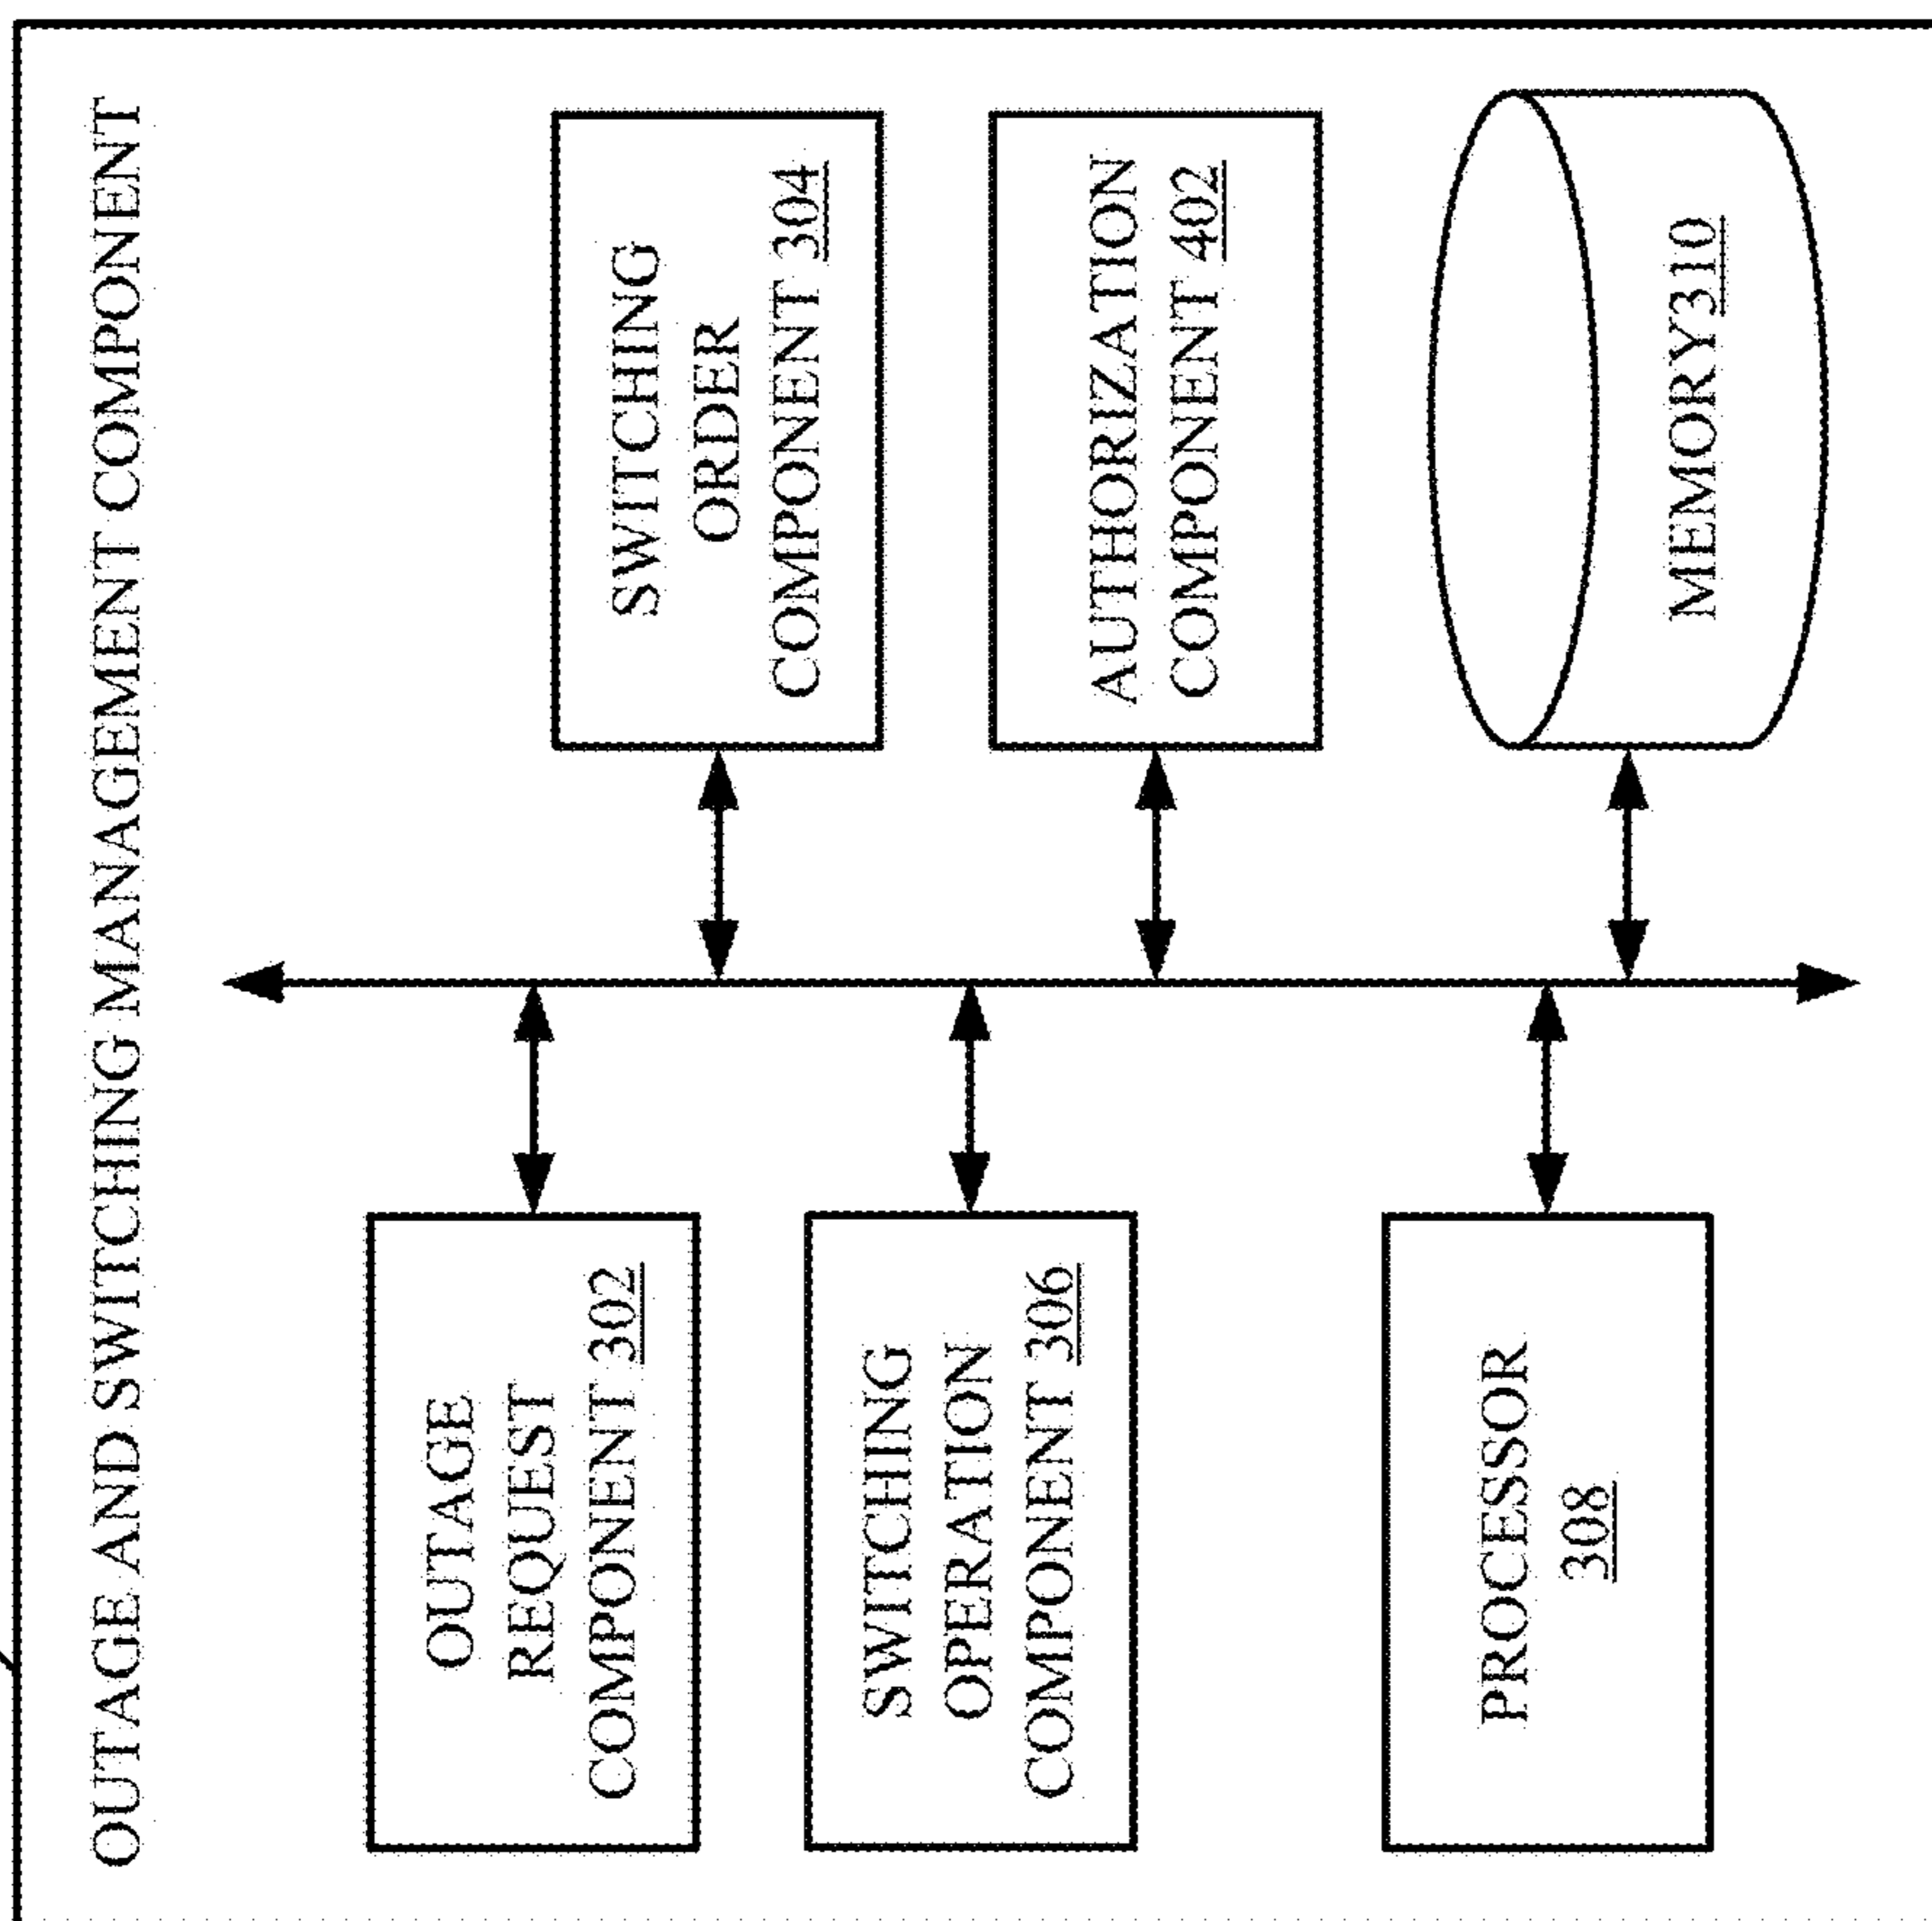 OUTAGE AND SWITCHING MANAGEMENT COMPONENT
OUTAGE
REQUEST
COMPONENT 302
SWITCHING
ORDER
COMPONENT 304
SWITCHING
OPERATION
COMPONENT 306
AUTHORIZATION
COMPONENT 402
PROCESSOR
308
MEMORY310